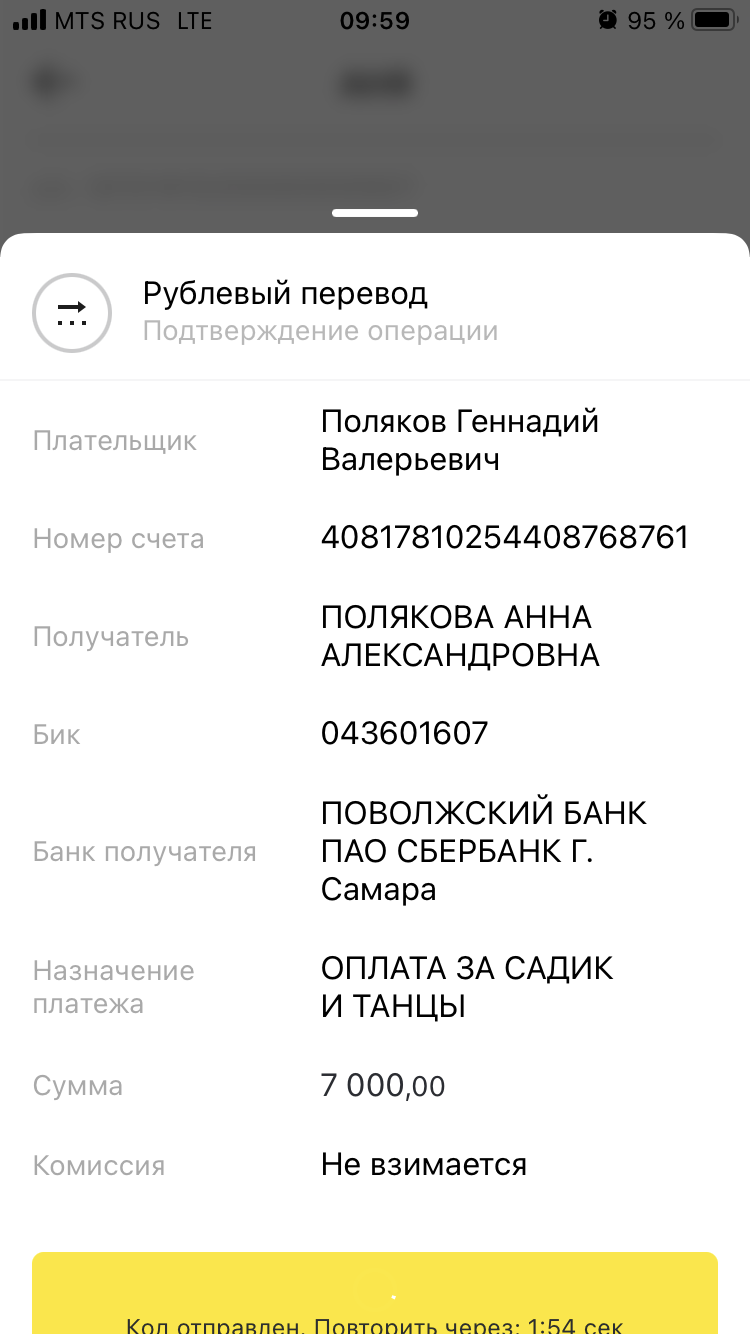 MTS RUS LTE 09:59 95 %
Рублевый перевод
Подтверждение операции
Плательщик
Поляков Геннадий
Валерьевич
Номер счета
40817810254408768761
Получатель
ПОЛЯКОВА АННА
АЛЕКСАНДРОВНА
Бик
043601607
Банк получателя
ПОВОЛЖСКИЙ БАНК
ПАО СБЕРБАНК Г.
Самара
Назначение
платежа
ОПЛАТА ЗА САДИК
И ТАНЦЫ
Сумма
7 000,00
Комиссия
Не взимается
Код отправлен. Повторить через: 1:54 сек